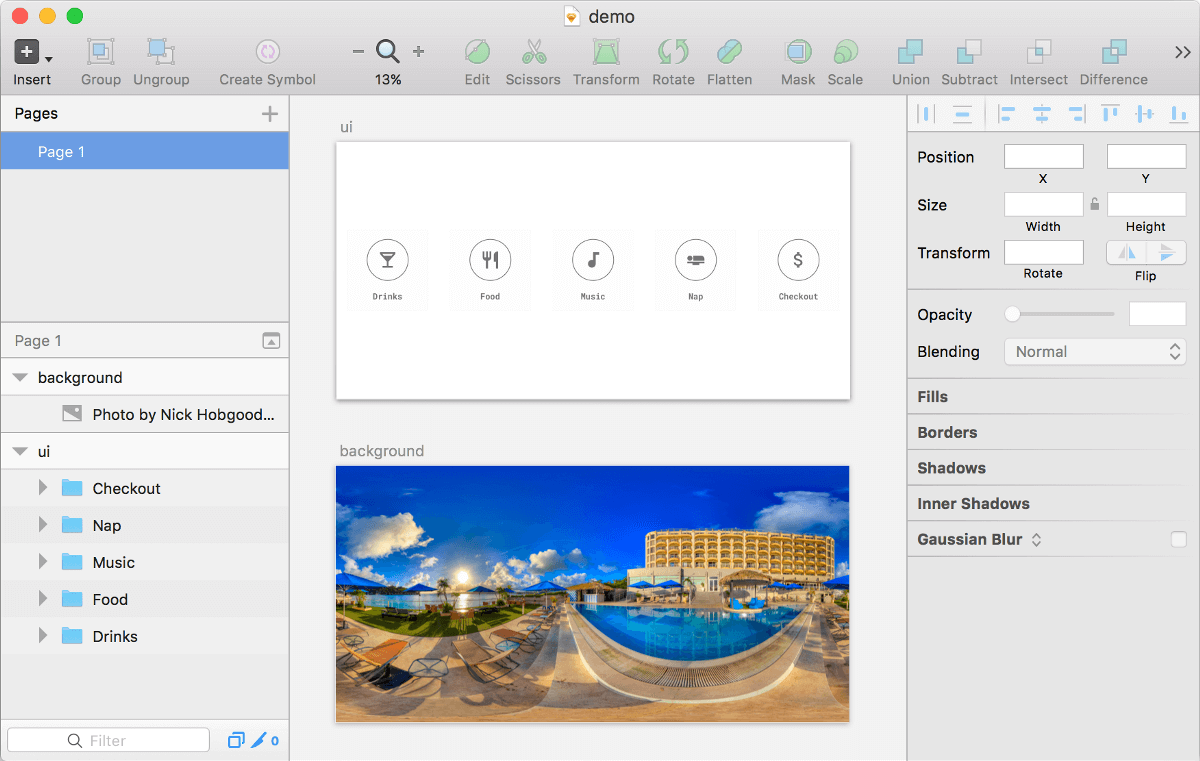 demo
Insert Group Ungroup Create Symbol 13% Edit Scissors Transform Rotate Flatten Mask Scale Union Subtract Intersect Difference
Pages
Page 1
Page 1
background
Photo by Nick Hobgood...
ui
Checkout
Nap
Music
Food
Drinks
Filter
0
ui
Drinks Food Music Nap Checkout
background
Position
X Y
Size
Width Height
Transform
Rotate Flip
Opacity
Blending Normal
Fills
Borders
Shadows
Inner Shadows
Gaussian Blur